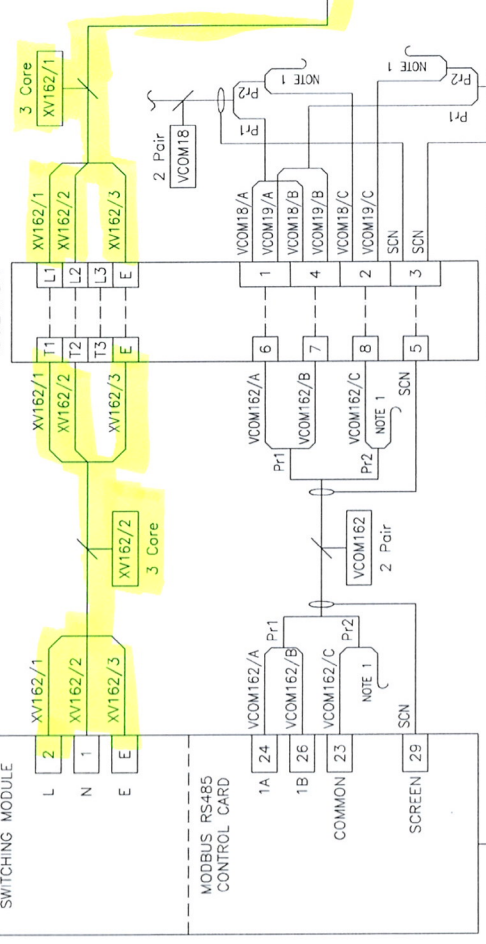 3 Core
XV162/1
XV162/1
XV162/2
XV162/3
L1
L2
L3
E
T1
T2
T3
E
XV162/1
XV162/2
XV162/3
XV162/2
3 Core
XV162/1
XV162/2
XV162/3
2
1
E
L
N
E
SWITCHING MODULE
NOTE 1
Pr2
Pr1
2 Pair
VCOM18
NOTE 1
Pr2
Pr1
VCOM18/A
VCOM19/A
VCOM18/B
VCOM19/B
VCOM18/C
VCOM19/C
SCN
SCN
1
4
2
3
6
7
8
5
VCOM162/A
VCOM162/B
VCOM162/C
NOTE 1
SCN
Pr1
Pr2
VCOM162
2 Pair
Pr1
Pr2
VCOM162/A
VCOM162/B
VCOM162/C
NOTE 1
SCN
24
26
23
29
1A
1B
COMMON
SCREEN
MODBUS RS485
CONTROL CARD